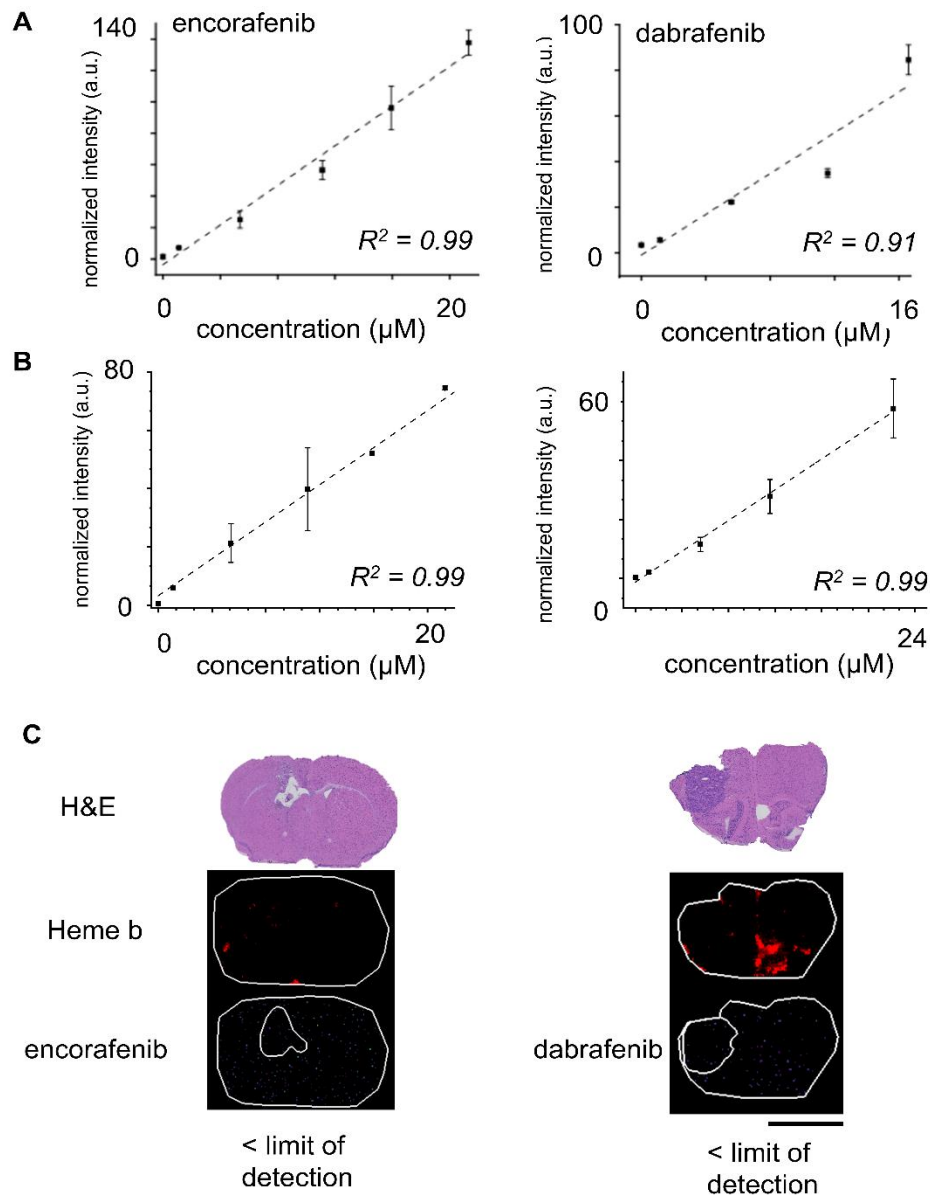 A
encorafenib
dabrafenib
140
normalized intensity (a.u.)
0
R² = 0.99
0
20
concentration (µM)
100
normalized intensity (a.u.)
0
R² = 0.91
0
16
concentration (µM)
B
80
normalized intensity (a.u.)
0
R² = 0.99
0
20
concentration (µM)
60
normalized intensity (a.u.)
0
R² = 0.99
24
concentration (µM)
C
H&E
Heme b
encorafenib
dabrafenib
< limit of
detection
< limit of
detection